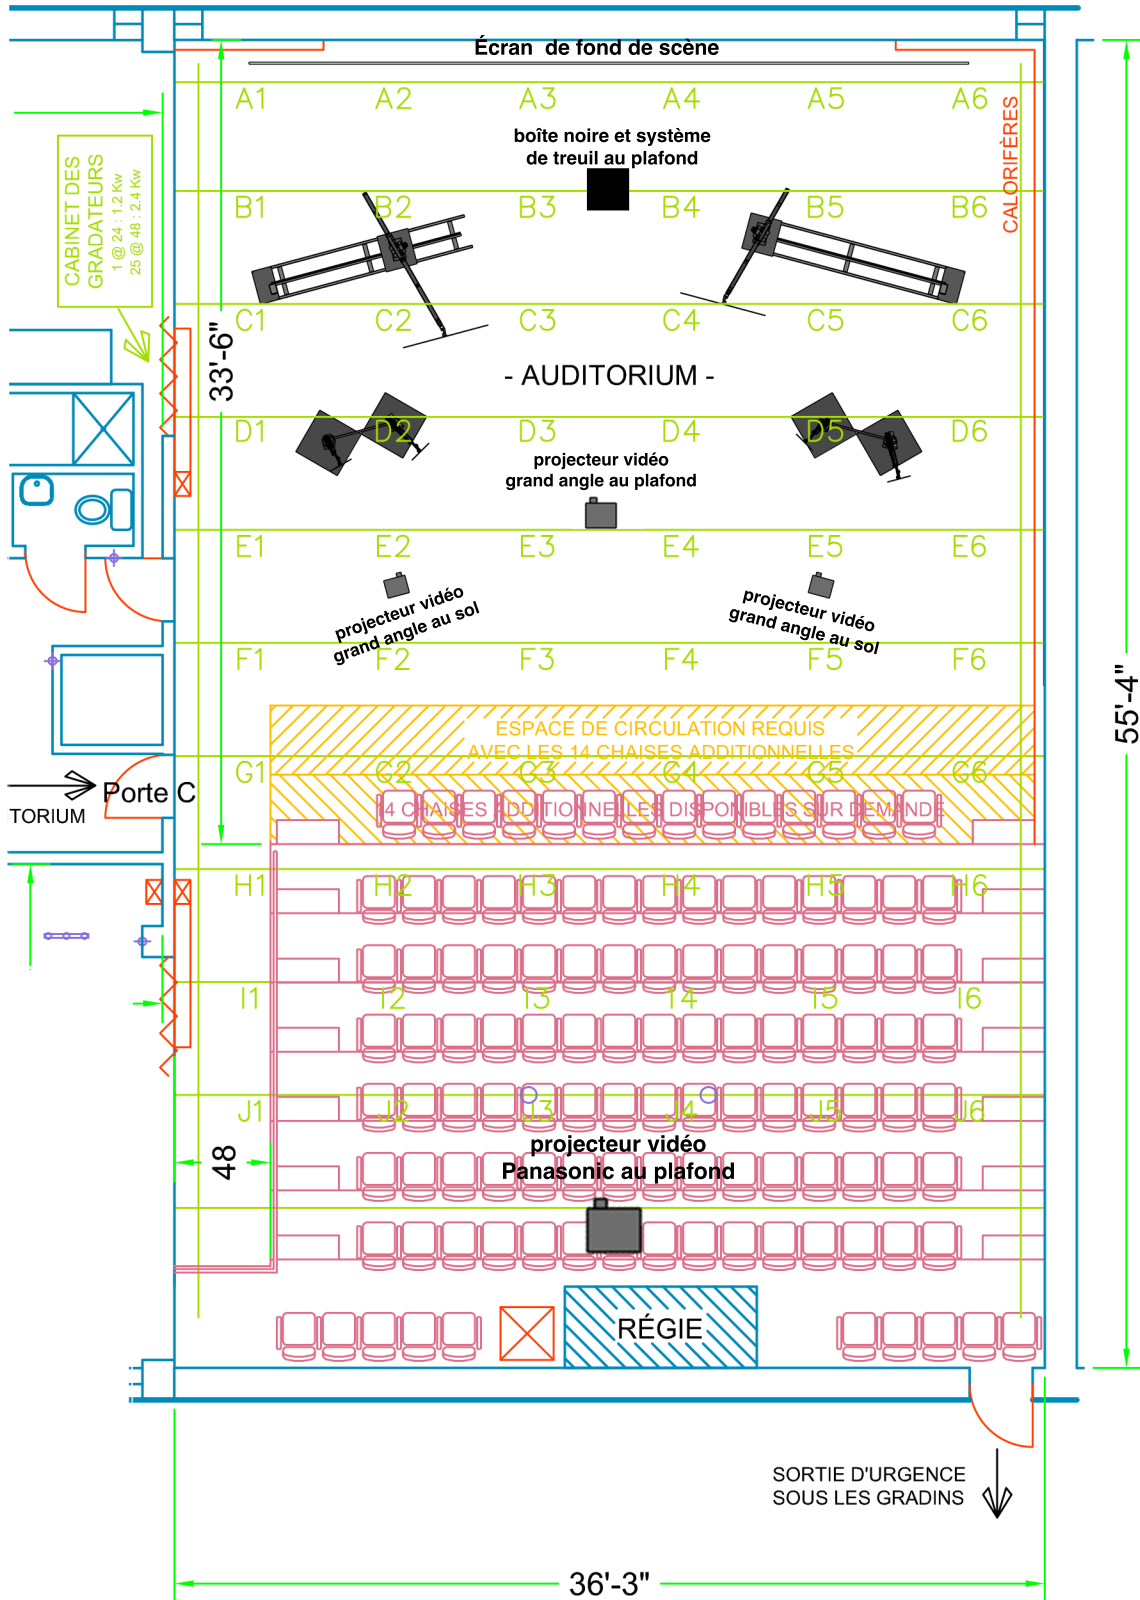 Écran de fond de scène
A1 A2 A3 A4 A5 A6
boîte noire et système
de treuil au plafond
CALORIFÈRES
CABINET DES
GRADATEURS
1 @ 24 : 1.2 Kw
25 @ 48 : 2.4 Kw
B1 B2 B3 B4 B5 B6
C1 C2 C3 C4 C5 C6
33'-6"
- AUDITORIUM -
D1 D2 D3 D4 D5 D6
projecteur vidéo
grand angle au plafond
E1 E2 E3 E4 E5 E6
projecteur vidéo
grand angle au sol
projecteur vidéo
grand angle au sol
F1 F2 F3 F4 F5 F6
55'-4"
ESPACE DE CIRCULATION REQUIS
AVEC LES 14 CHAISES ADDITIONNELLES
G1 G2 G3 G4 G5 G6
Porte C
TORIUM
14 CHAISES ADDITIONNELLES DISPONIBLES SUR DEMANDE
H1 H2 H3 H4 H5 H6
I1 I2 I3 I4 I5 I6
J1 J2 J3 J4 J5 J6
48
projecteur vidéo
Panasonic au plafond
RÉGIE
SORTIE D'URGENCE
SOUS LES GRADINS
36'-3"